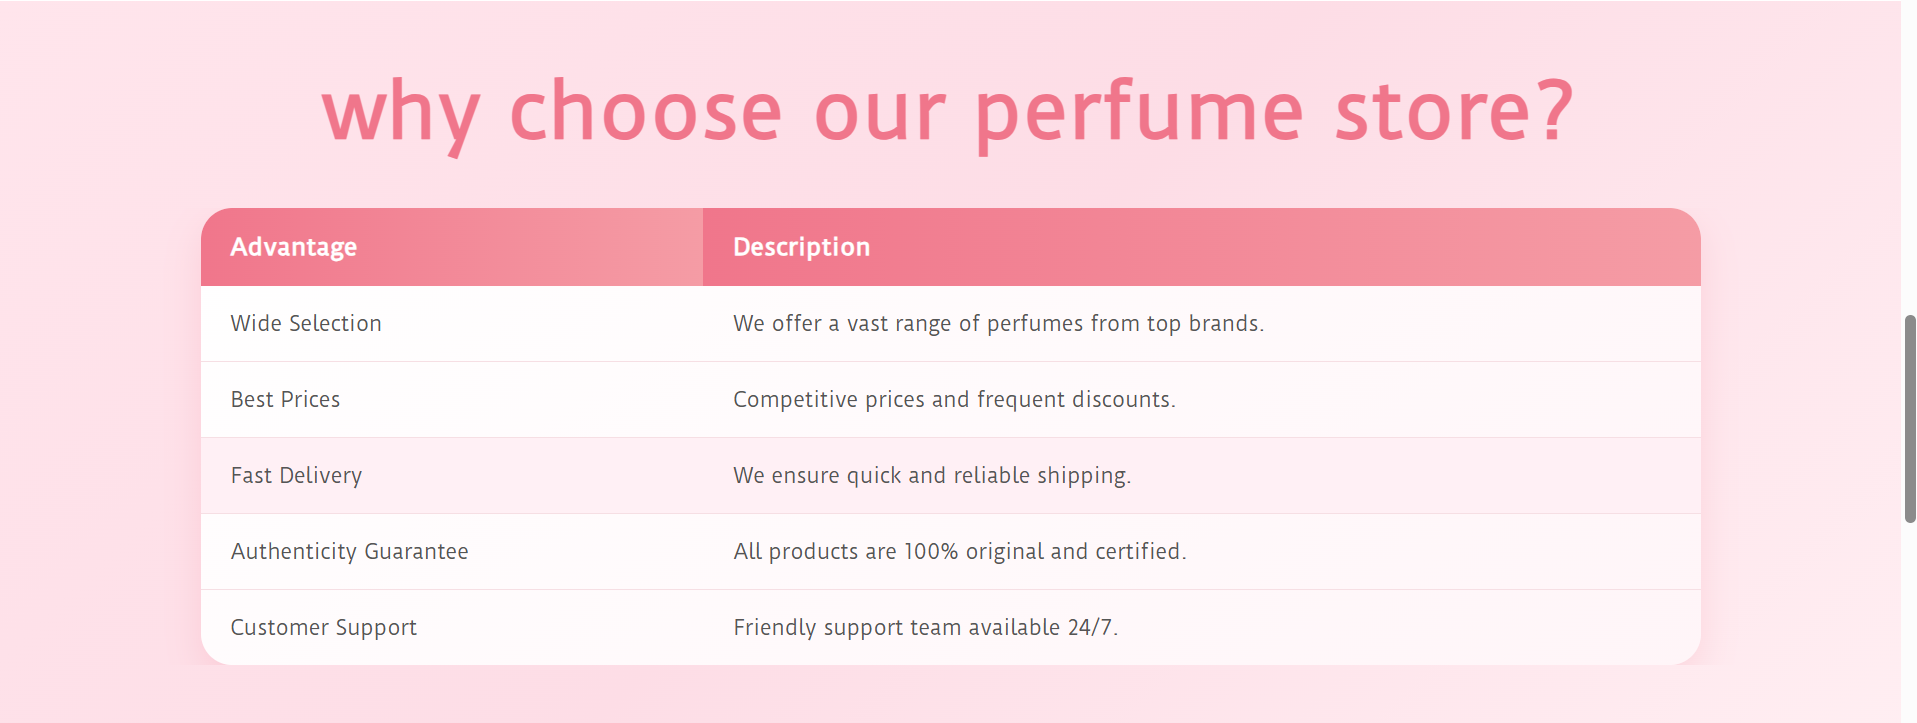 why choose our perfume store?
Advantage Description
Wide Selection We offer a vast range of perfumes from top brands.
Best Prices Competitive prices and frequent discounts.
Fast Delivery We ensure quick and reliable shipping.
Authenticity Guarantee All products are 100% original and certified.
Customer Support Friendly support team available 24/7.